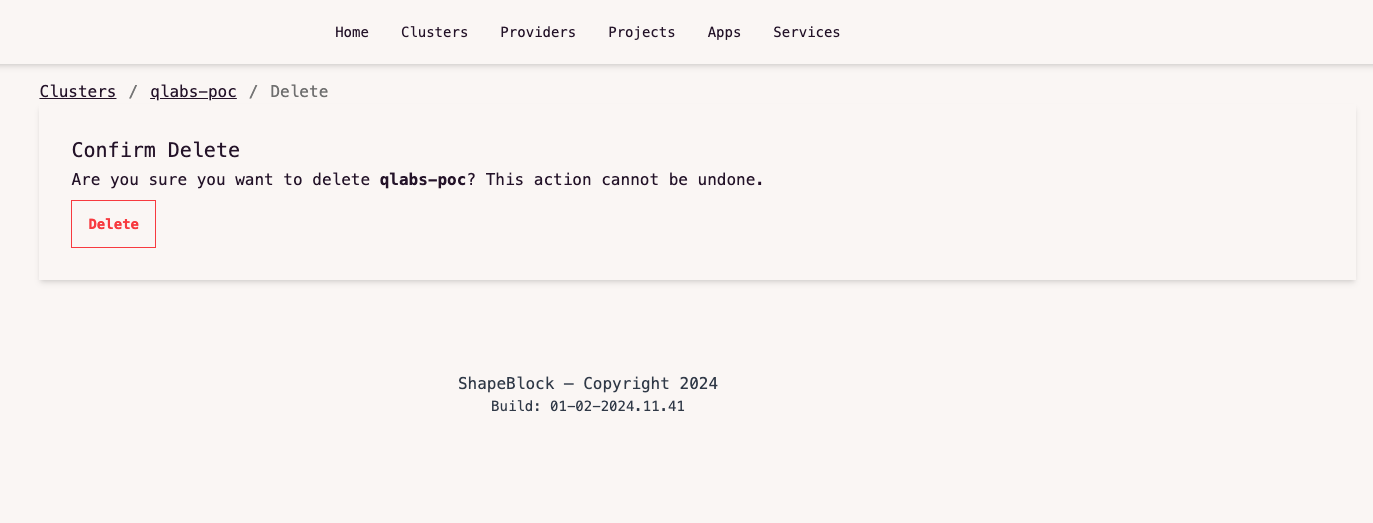 Home Clusters Providers Projects Apps Services
Clusters / qlabs-poc / Delete
Confirm Delete
Are you sure you want to delete qlabs-poc? This action cannot be undone.
Delete
ShapeBlock – Copyright 2024
Build: 01-02-2024.11.41